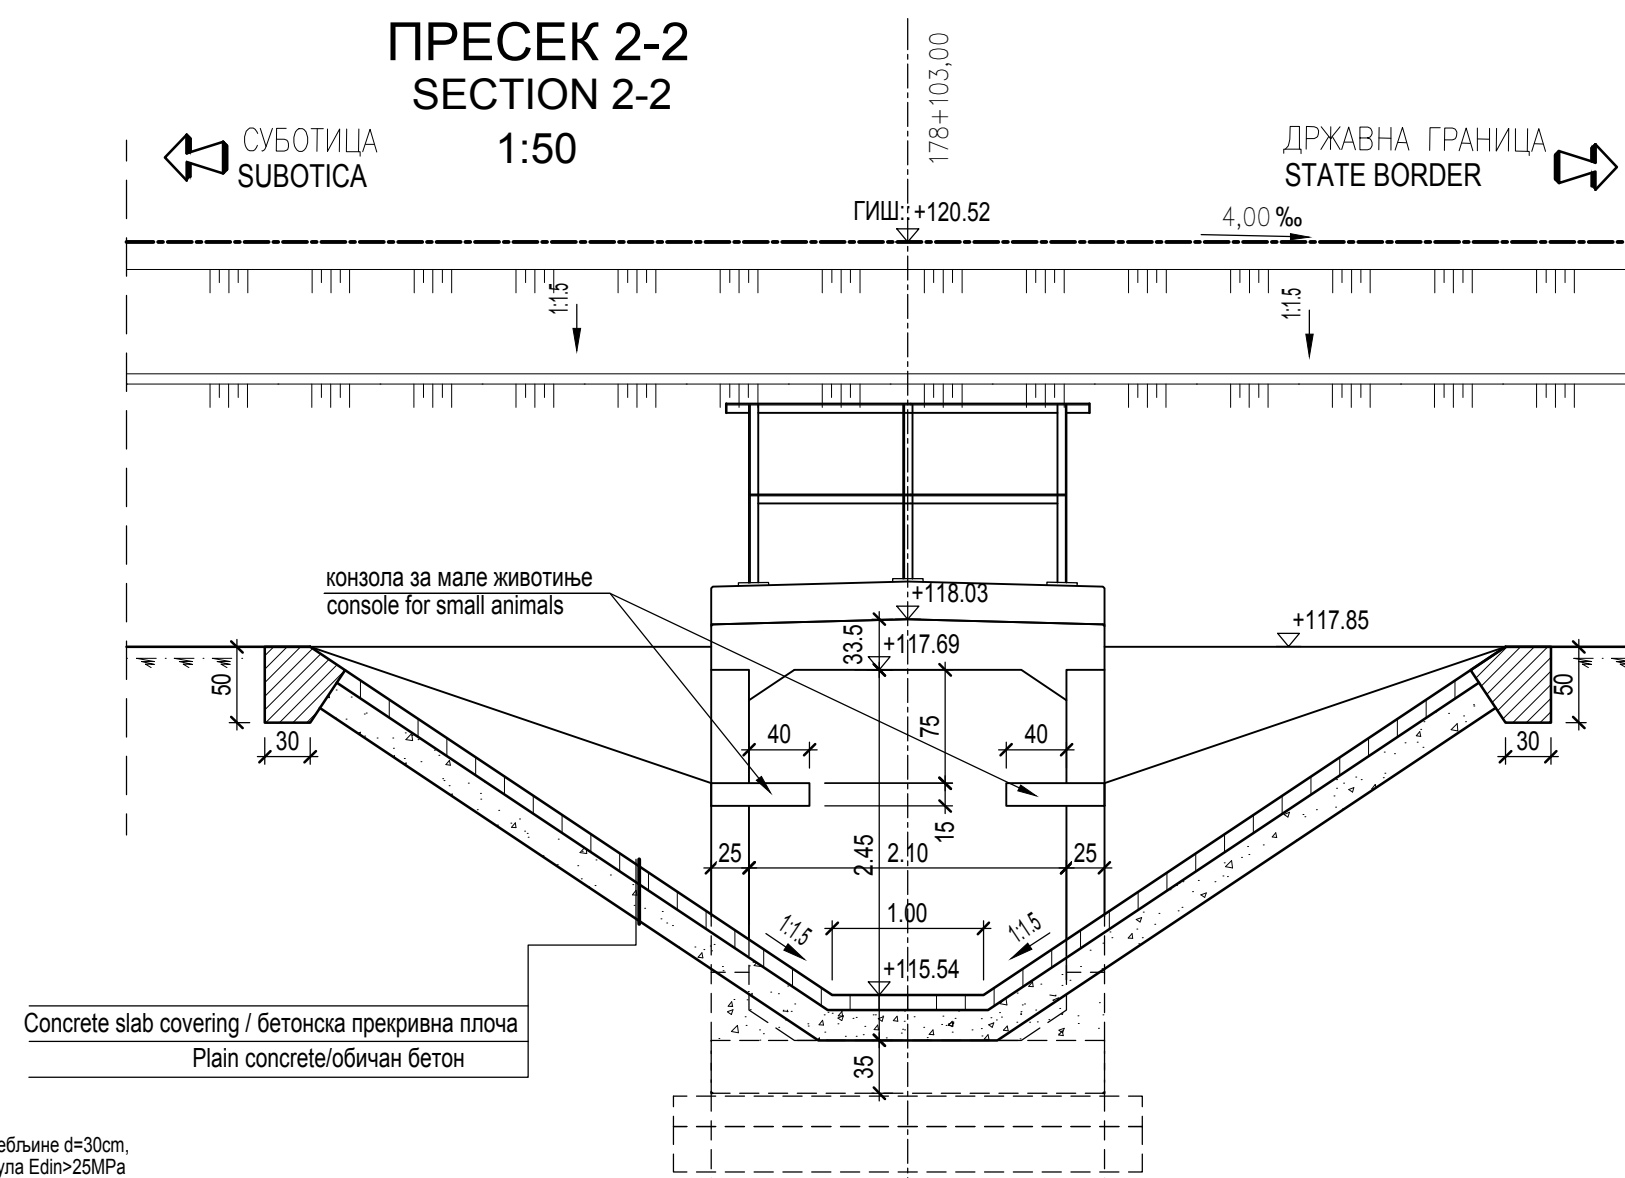 ПРЕСЕК 2-2
SECTION 2-2
1:50
СУБОТИЦА
SUBOTICA
178+103,00
ДРЖАВНА ГРАНИЦА
STATE BORDER
ГИШ: +120.52
4,00 ‰
1:1.5
1:1.5
конзола за мале животиње
console for small animals
+118.03
+117.85
33.5
+117.69
50
50
30
40
75
40
30
15
25
2.45
2.10
25
1.00
1:1.5
1:1.5
+115.54
Concrete slab covering / бетонска прекривна плоча
Plain concrete/обичан бетон
35
d=30cm,
Edin>25MPa